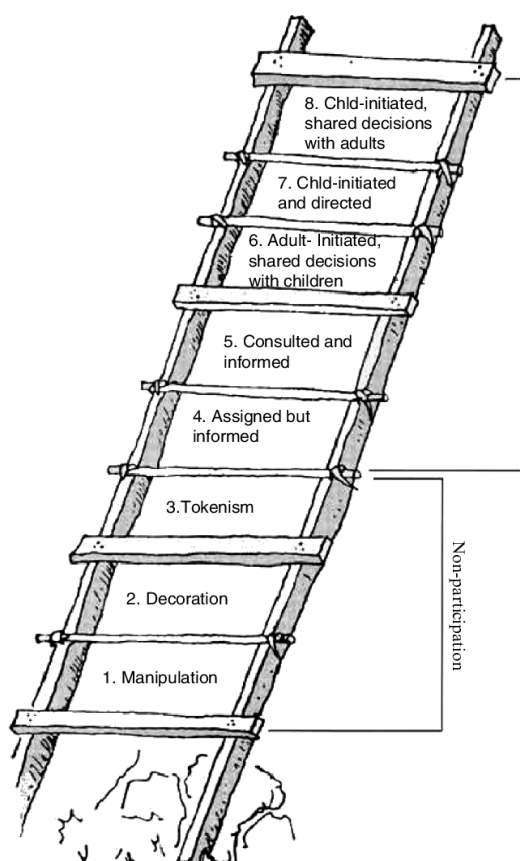 8. Chld-initiated,
shared decisions
with adults
7. Chld-initiated
and directed
6. Adult- Initiated,
shared decisions
with children
5. Consulted and
informed
4. Assigned but
informed
3.Tokenism
2. Decoration
1. Manipulation
Non-participation